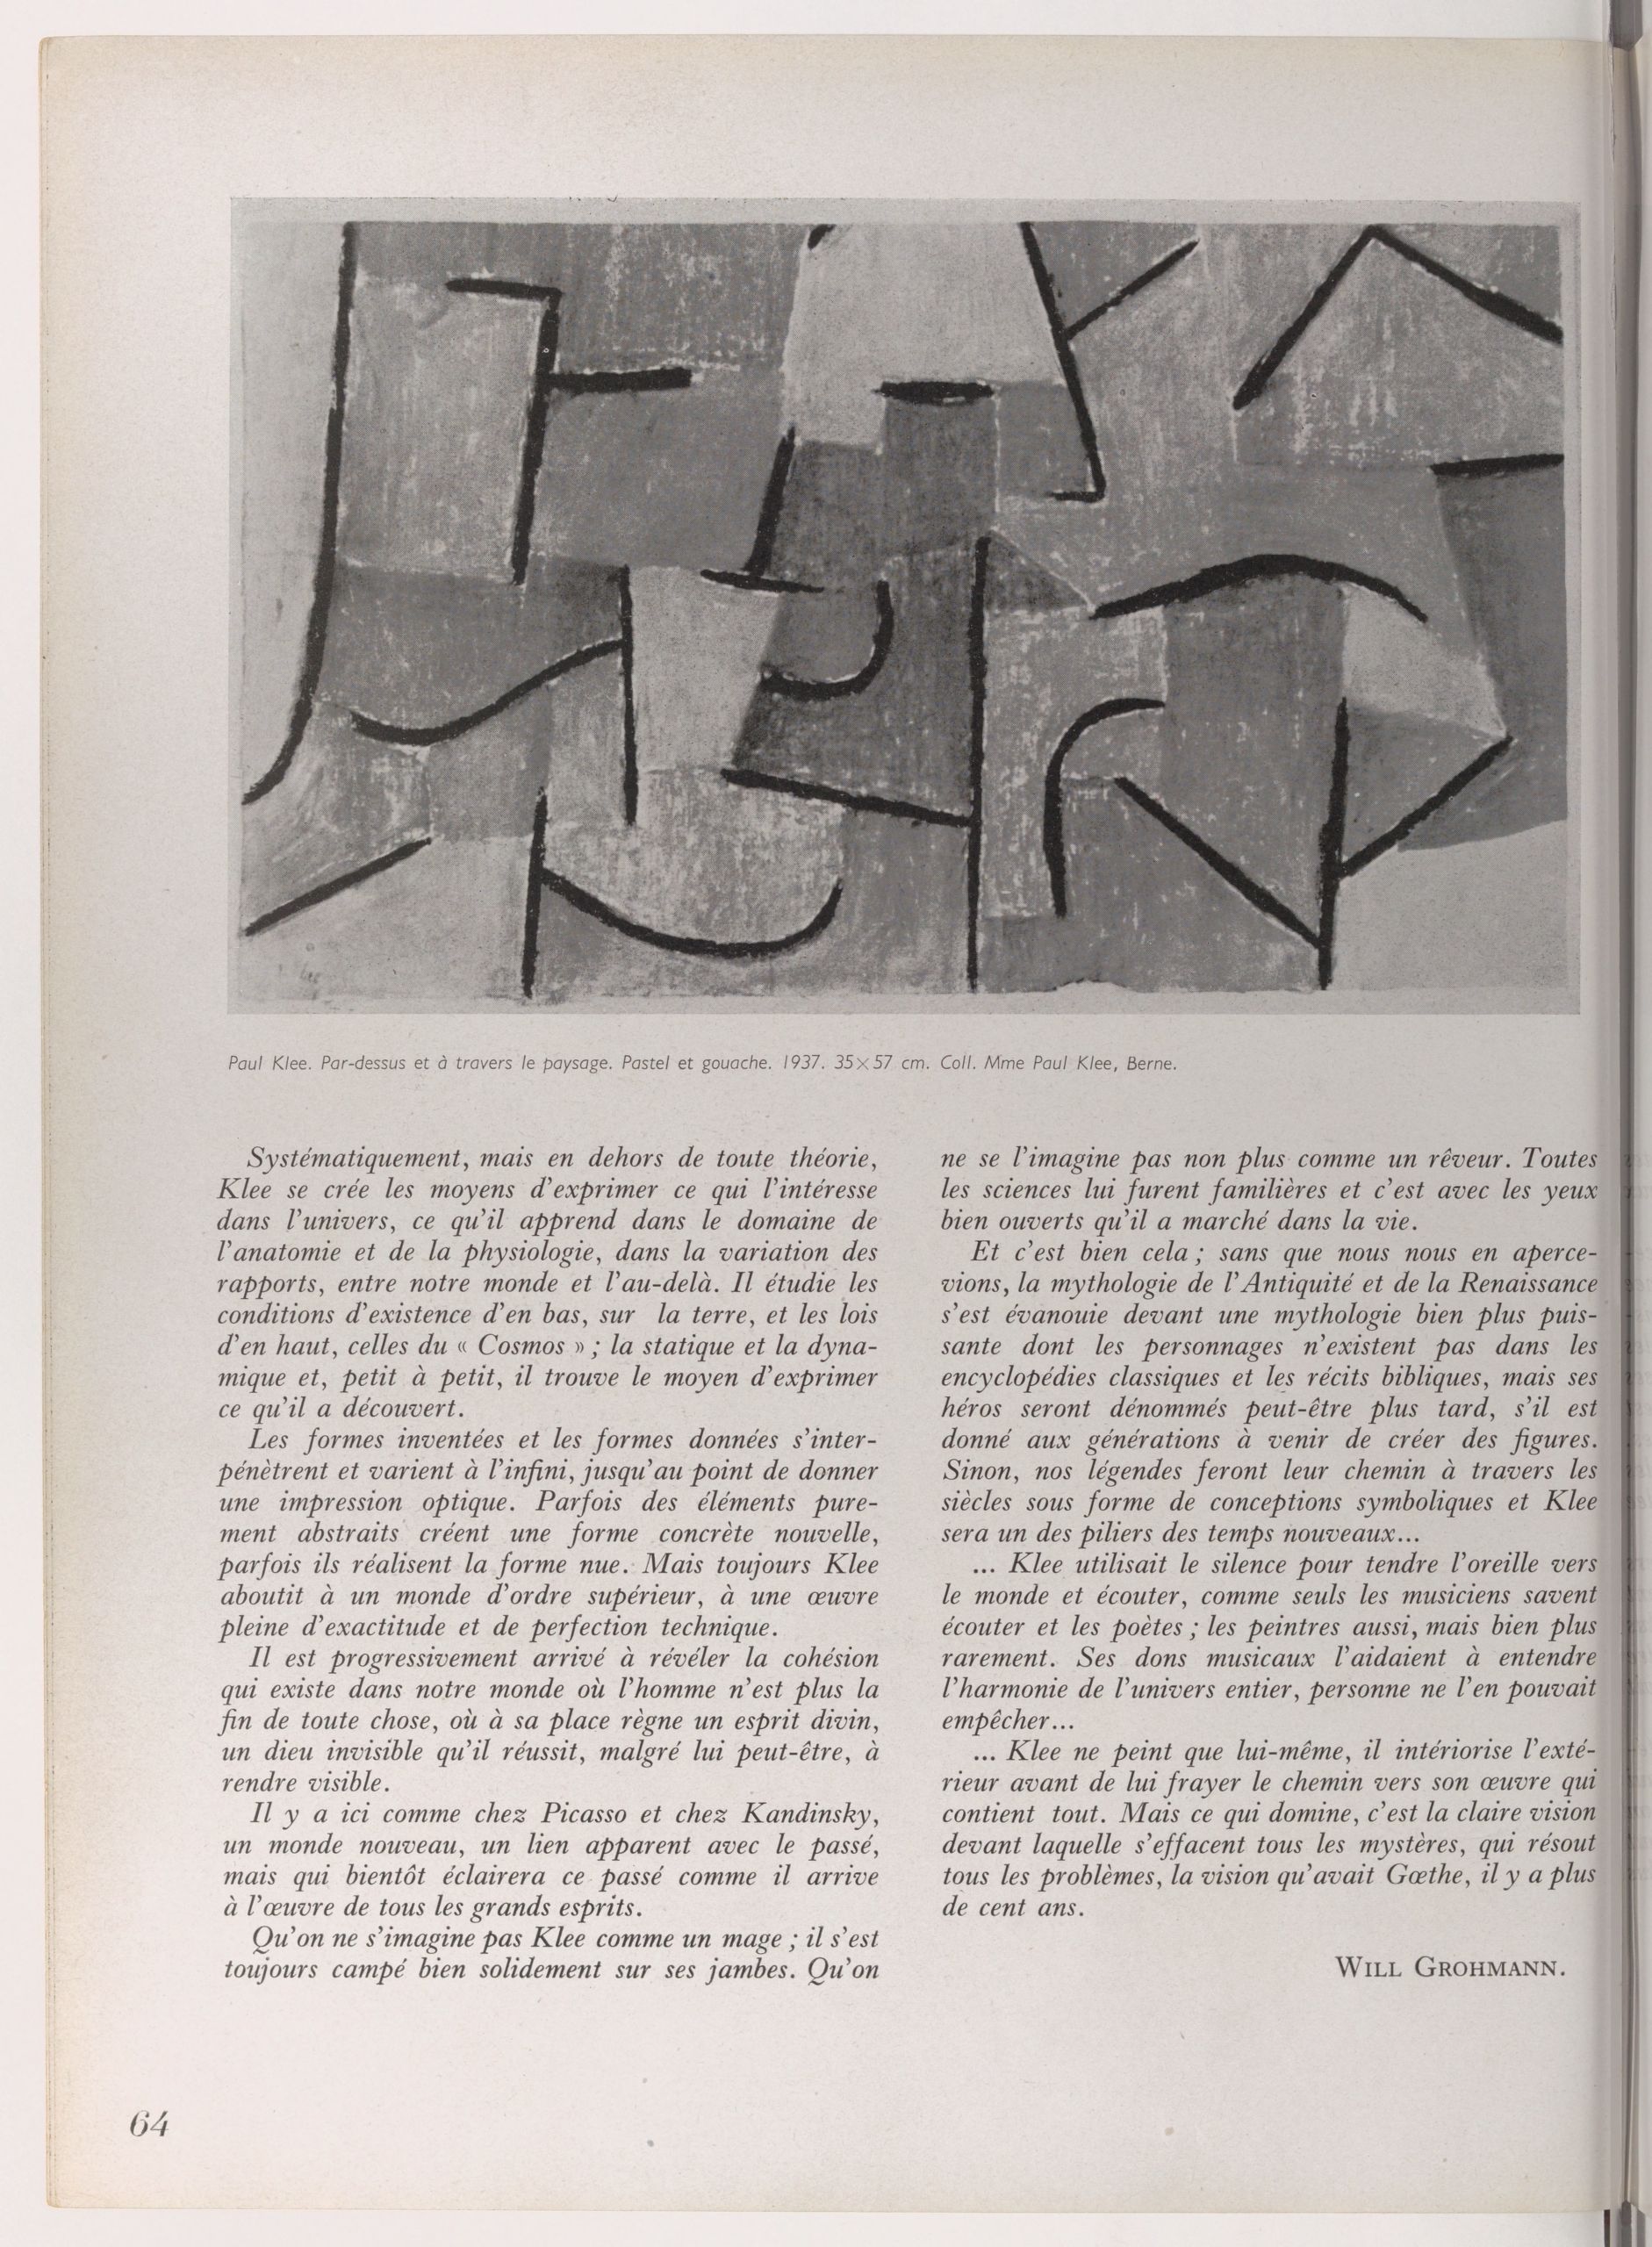 Paul Klee. Par-dessus et à travers le paysage. Pastel et gouache. 1937. 35×57 cm. Coll. Mme Paul Klee, Berne.
Systématiquement, mais en dehors de toute théorie,
Klee se crée les moyens d'exprimer ce qui l'intéresse
dans l'univers, ce qu'il apprend dans le domaine de
l'anatomie et de la physiologie, dans la variation des
rapports, entre notre monde et l'au-delà. Il étudie les
conditions d'existence d'en bas, sur la terre, et les lois
d'en haut, celles du « Cosmos » ; la statique et la dyna-
mique et, petit à petit, il trouve le moyen d'exprimer
ce qu'il a découvert.
Les formes inventées et les formes données s'inter-
pénètrent et varient à l'infini, jusqu'au point de donner
une impression optique. Parfois des éléments pure-
ment abstraits créent une forme concrète nouvelle,
parfois ils réalisent la forme nue. Mais toujours Klee
aboutit à un monde d'ordre supérieur, à une œuvre
pleine d'exactitude et de perfection technique.
Il est progressivement arrivé à révéler la cohésion
qui existe dans notre monde où l'homme n'est plus la
fin de toute chose, où à sa place règne un esprit divin,
un dieu invisible qu'il réussit, malgré lui peut-être, à
rendre visible.
Il y a ici comme chez Picasso et chez Kandinsky,
un monde nouveau, un lien apparent avec le passé,
mais qui bientôt éclairera ce passé comme il arrive
à l'œuvre de tous les grands esprits.
Qu'on ne s'imagine pas Klee comme un mage ; il s'est
toujours campé bien solidement sur ses jambes. Qu'on
ne se l'imagine pas non plus comme un rêveur. Toutes
les sciences lui furent familières et c'est avec les yeux
bien ouverts qu'il a marché dans la vie.
Et c'est bien cela ; sans que nous nous en aperce-
vions, la mythologie de l'Antiquité et de la Renaissance
s'est évanouie devant une mythologie bien plus puis-
sante dont les personnages n'existent pas dans les
encyclopédies classiques et les récits bibliques, mais ses
héros seront dénommés peut-être plus tard, s'il est
donné aux générations à venir de créer des figures.
Sinon, nos légendes feront leur chemin à travers les
siècles sous forme de conceptions symboliques et Klee
sera un des piliers des temps nouveaux...
... Klee utilisait le silence pour tendre l'oreille vers
le monde et écouter, comme seuls les musiciens savent
écouter et les poètes ; les peintres aussi, mais bien plus
rarement. Ses dons musicaux l'aidaient à entendre
l'harmonie de l'univers entier, personne ne l'en pouvait
empêcher...
... Klee ne peint que lui-même, il intériorise l'exté-
rieur avant de lui frayer le chemin vers son œuvre qui
contient tout. Mais ce qui domine, c'est la claire vision
devant laquelle s'effacent tous les mystères, qui résout
tous les problèmes, la vision qu'avait Gœthe, il y a plus
de cent ans.
WILL GROHMANN.
64